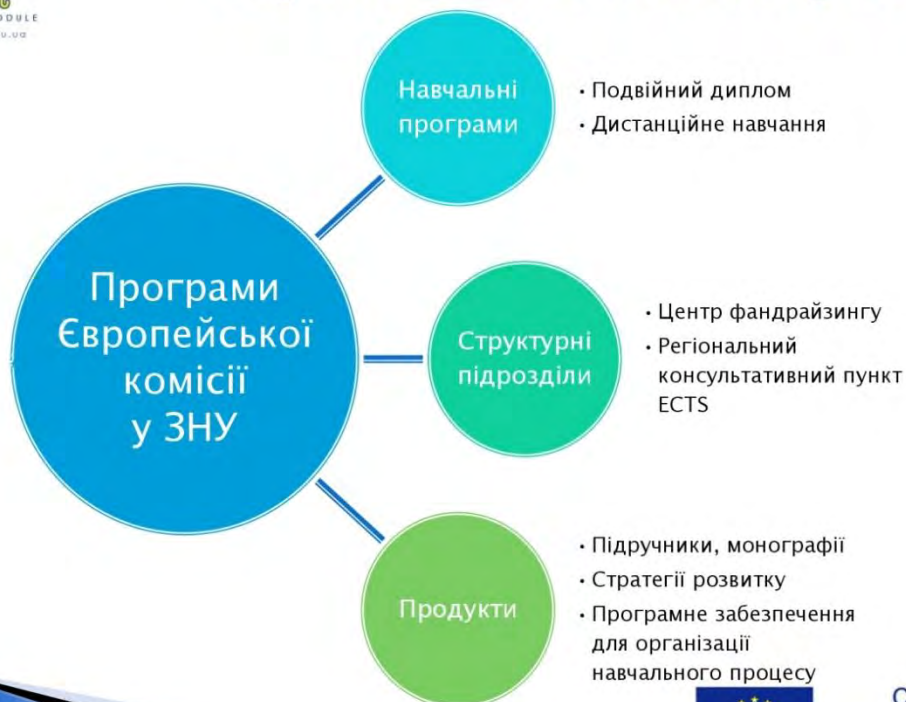 Навчальні
програми
• Подвійний диплом
• Дистанційне навчання
Програми
Європейської
комісії
у ЗНУ
Структурні
підрозділи
• Центр фандрайзингу
• Регіональний
консультативний пункт
ECTS
Продукти
• Підручники, монографії
• Стратегії розвитку
• Програмне забезпечення
для організації
навчального процесу